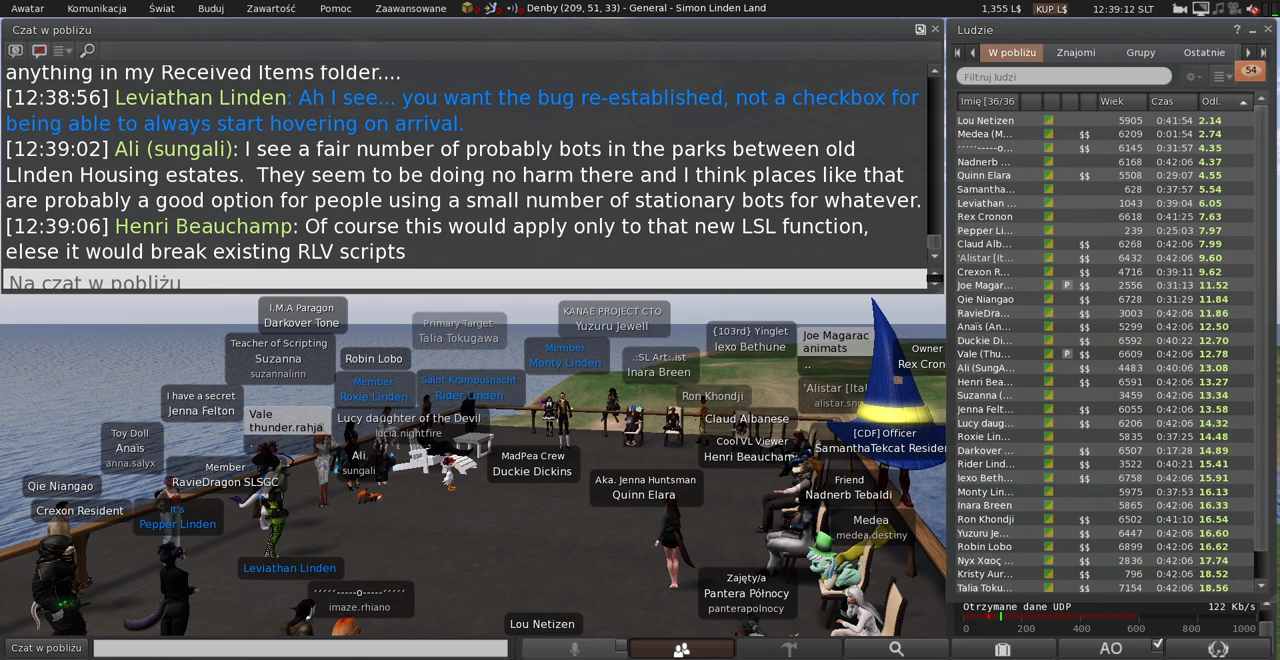 Awatar Komunikacja Świat Buduj Zawartość Pomoc Zaawansowane Denby (209, 51, 33) - General - Simon Linden Land 1,355 L$ KUP L$ 12:39:12 SLT
Czat w pobliżu
anything in my Received Items folder....
[12:38:56] Leviathan Linden: Ah I see... you want the bug re-established, not a checkbox for
being able to always start hovering on arrival.
[12:39:02] Ali (sungali): I see a fair number of probably bots in the parks between old
LInden Housing estates.  They seem to be doing no harm there and I think places like that
are probably a good option for people using a small number of stationary bots for whatever.
[12:39:06] Henri Beauchamp: Of course this would apply only to that new LSL function,
elese it would break existing RLV scripts
Na czat w pobliżu
I.M.A Paragon
Darkover Tone
Teacher of Scripting
Suzanna
suzannalinn
Robin Lobo
Primary Target
Talia Tokugawa
KANAE PROJECT CTO
Yuzuru Jewell
Member
Monty Linden
.:SL Art:.ist
Inara Breen
{103rd} Yinglet
Iexo Bethune
Joe Magarac
animats
..
Owner
Rex Cron
Member
Roxie Linden
Saint Krampusnacht
Rider Linden
I have a secret
Jenna Felton
Vale
thunder.rahja
Lucy daughter of the Devil
lucia.nightfire
Ron Khondji
'Alistar [Ital
alistar.sno
Claud Albanese
Toy Doll
Anais
anna.salyx
Ali
sungali
MadPea Crew
Duckie Dickins
Cool VL Viewer
Henri Beauchamp
[CDF] Officer
SamanthaTekcat Residen
Member
RavieDragon SLSGC
Qie Niangao
Crexon Resident
It's
Pepper Linden
Aka. Jenna Huntsman
Quinn Elara
Friend
Nadnerb Tebaldi
Medea
medea.destiny
Leviathan Linden
′′′′′-----o---′′′′′
imaze.rhiano
Zajęty/a
Pantera Północy
panterapolnocy
Lou Netizen
Czat w pobliżu
AO
Ludzie
W pobliżu Znajomi Grupy Ostatnie
Filtruj ludzi
54
Imię [36/36 Wiek Czas Odl.
Lou Netizen 5905 0:41:54 2.14
Medea (M... $$ 6209 0:01:54 2.74
′′′′′-----o... $$ 6145 0:31:57 4.35
Nadnerb ... 6168 0:42:06 4.37
Quinn Elara $$ 5508 0:29:07 4.55
Samantha... 628 0:37:57 5.54
Leviathan ... 1043 0:39:04 6.05
Rex Cronon 6618 0:41:25 7.63
Pepper Li... 239 0:25:03 7.97
Claud Alb... $$ 6268 0:42:06 7.99
'Alistar [It... $$ 6432 0:42:06 9.60
Crexon R... $$ 4716 0:39:11 9.62
Joe Magar... P $$ 2556 0:31:13 11.52
Qie Niangao $$ 6728 0:31:29 11.84
RavieDra... $$ 3003 0:42:06 11.86
Anaïs (An... $$ 5299 0:42:06 12.50
Duckie Di... $$ 6592 0:40:22 12.70
Vale (Thu... P $$ 6609 0:42:06 12.78
Ali (SungA... $$ 4483 0:40:06 13.08
Henri Bea... $$ 6591 0:42:06 13.27
Suzanna (... $$ 3459 0:42:06 13.34
Jenna Felt... $$ 6055 0:42:06 13.58
Lucy daug... $$ 6206 0:42:06 14.32
Roxie Lin... 5835 0:37:25 14.48
Darkover ... $$ 6507 0:17:28 14.89
Rider Lind... $$ 3522 0:40:21 15.41
Iexo Beth... $$ 6758 0:42:06 15.91
Monty Lin... 5975 0:37:53 16.13
Inara Breen 5865 0:42:06 16.33
Ron Khondji $$ 6502 0:41:10 16.54
Yuzuru Je... $$ 6447 0:42:06 16.60
Robin Lobo $$ 6899 0:42:06 16.62
Nyx Χαος ... $$ 2836 0:42:06 17.74
Kristy Aur... $$ 796 0:42:06 18.52
Talia Toku... $$ 7154 0:42:06 18.56
Otrzymane dane UDP 122 Kb/s
0 200 400 600 800 1000